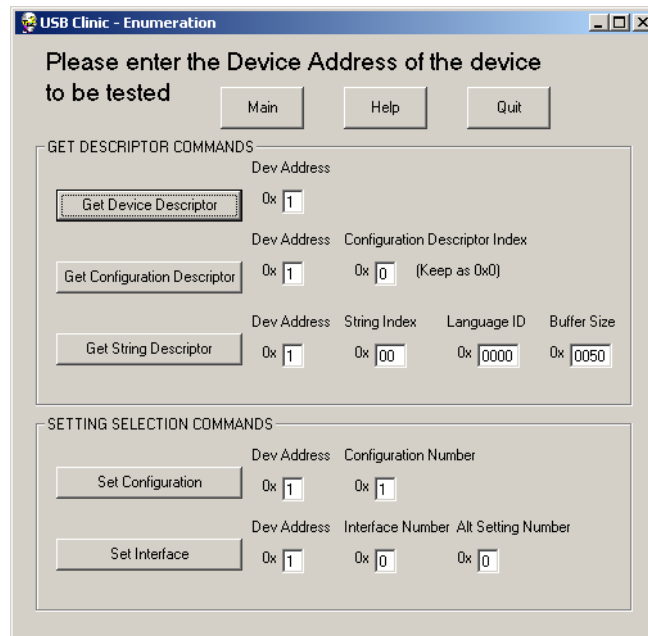 USB Clinic - Enumeration
Please enter the Device Address of the device
to be tested
Main Help Quit
GET DESCRIPTOR COMMANDS
Dev Address
Get Device Descriptor 0x 1
Dev Address Configuration Descriptor Index
Get Configuration Descriptor 0x 1 0x 0 (Keep as 0x0)
Dev Address String Index Language ID Buffer Size
Get String Descriptor 0x 1 0x 00 0x 0000 0x 0050
SETTING SELECTION COMMANDS
Dev Address Configuration Number
Set Configuration 0x 1 0x 1
Dev Address Interface Number Alt Setting Number
Set Interface 0x 1 0x 0 0x 0